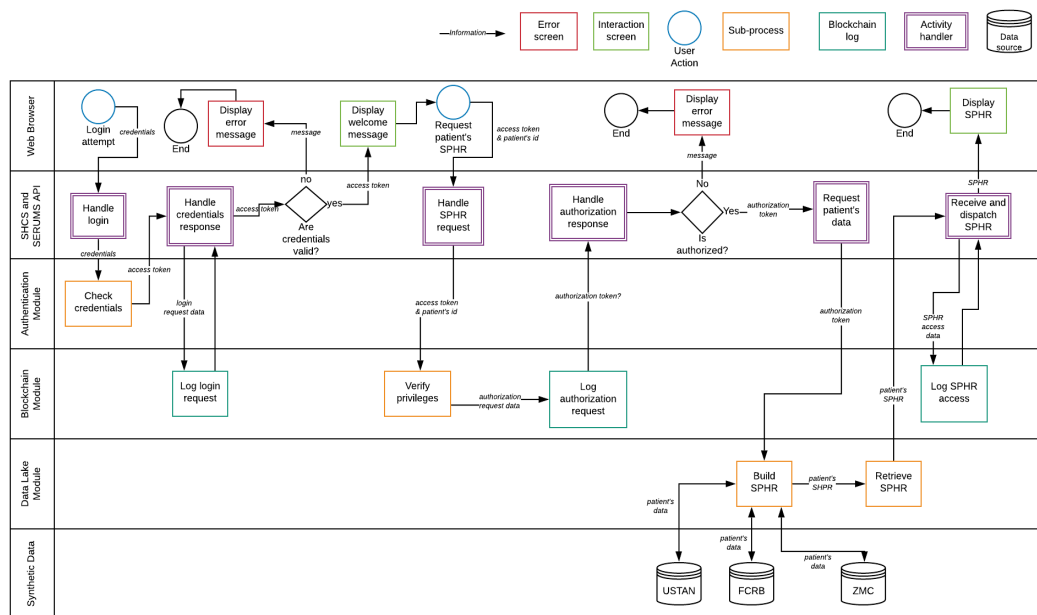 Information
Error
screen
Interaction
screen
User
Action
Sub-process
Blockchain
log
Activity
handler
Data
source
Web Browser
Login
attempt
credentials
End
Display
error
message
message
no
Display
welcome
message
Request
patient's
SPHR
access token
& patient's id
End
Display
error
message
message
No
End
Display
SPHR
SPHR
SHCS and
SERUMS API
Handle
login
credentials
access token
Handle
credentials
response
access token
Are
credentials
valid?
yes
access token
Handle
SPHR
request
Handle
authorization
response
Yes
Is
authorized?
authorization
token
Request
patient's
data
Receive and
dispatch
SPHR
Authentication
Module
Check
credentials
login
request data
access token
& patient's id
authorization token?
authorization
token
SPHR
access
data
Blockchain
Module
Log login
request
Verify
privileges
authorization
request data
Log
authorization
request
patient's
SPHR
Log SPHR
access
Data Lake
Module
Build
SPHR
patient's
SHPR
Retrieve
SPHR
patient's
data
Synthetic Data
patient's
data
patient's
data
USTAN
FCRB
ZMC